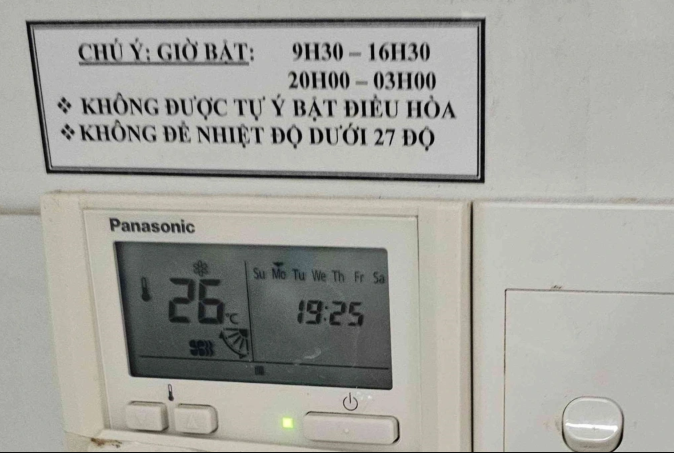 CHÚ Ý: GIỜ BẬT: 9H30 – 16H30
20H00 – 03H00
❖ KHÔNG ĐƯỢC TỰ Ý BẬT ĐIỀU HÒA
❖ KHÔNG ĐỂ NHIỆT ĐỘ DƯỚI 27 ĐỘ
Panasonic
Su Mo Tu We Th Fr Sa
26°C 19:25